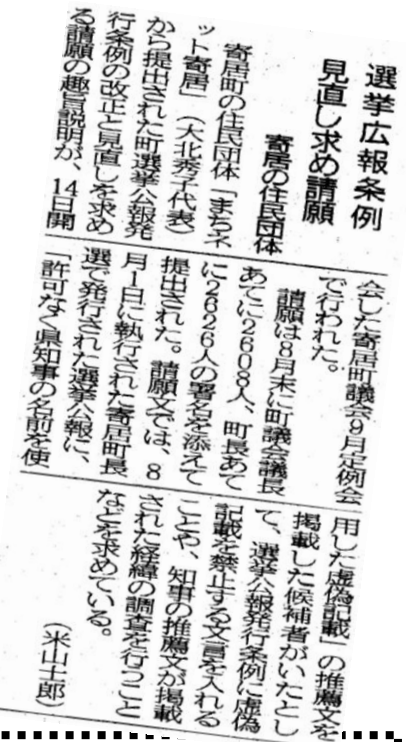 選挙広報条例
見直し求め請願
寄居の住民団体
寄居町の住民団体「まちネ
ット寄居」(大北秀子代表)
から提出された町選挙公報発
行条例の改正と見直しを求め
る請願の趣旨説明が、14日開
会した寄居町議会9月定例会
で行われた。
請願は8月末に町議会議長
あてに2608人、町長あて
に2626人の署名を添えて
提出された。請願文では、8
月1日に執行された寄居町長
選で発行された選挙公報に、
「許可なく県知事の名前を使
用した虚偽記載」の推薦文を
掲載した候補者がいたとし
て、選挙公報発行条例に虚偽
記載を禁止する文言を入れる
ことや、知事の推薦文が掲載
された経緯の調査を行うこと
などを求めている。
(米山士郎)